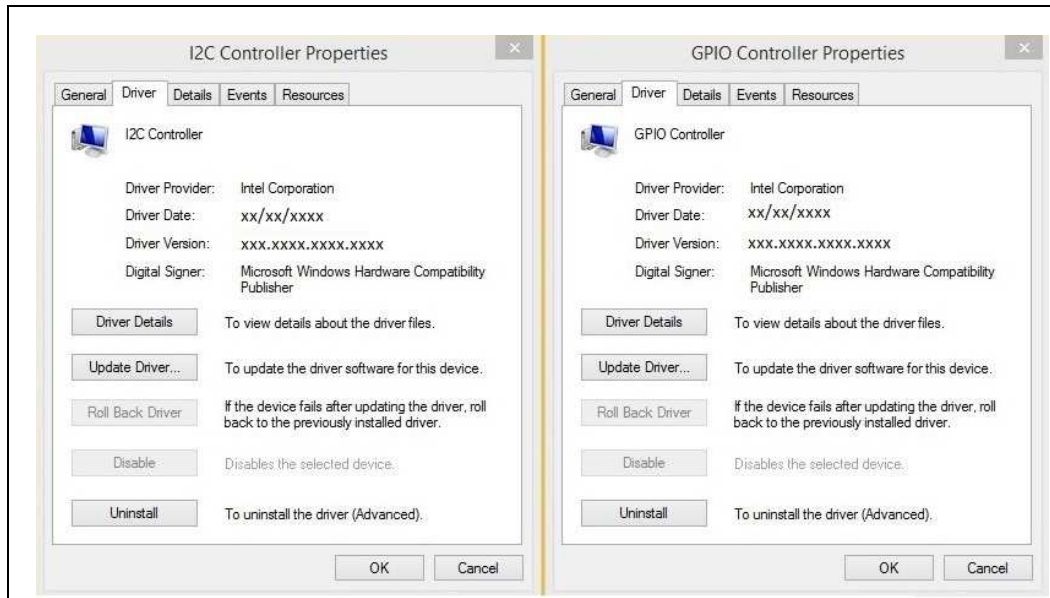 I2C Controller Properties
General Driver Details Events Resources
I2C Controller
Driver Provider: Intel Corporation
Driver Date: xx/xx/xxxx
Driver Version: xxx.xxxx.xxxx.xxxx
Digital Signer: Microsoft Windows Hardware Compatibility
Publisher
Driver Details To view details about the driver files.
Update Driver... To update the driver software for this device.
Roll Back Driver If the device fails after updating the driver, roll
back to the previously installed driver.
Disable Disables the selected device.
Uninstall To uninstall the driver (Advanced).
OK Cancel
GPIO Controller Properties
General Driver Details Events Resources
GPIO Controller
Driver Provider: Intel Corporation
Driver Date: xx/xx/xxxx
Driver Version: xxx.xxxx.xxxx.xxxx
Digital Signer: Microsoft Windows Hardware Compatibility
Publisher
Driver Details To view details about the driver files.
Update Driver... To update the driver software for this device.
Roll Back Driver If the device fails after updating the driver, roll
back to the previously installed driver.
Disable Disables the selected device.
Uninstall To uninstall the driver (Advanced).
OK Cancel